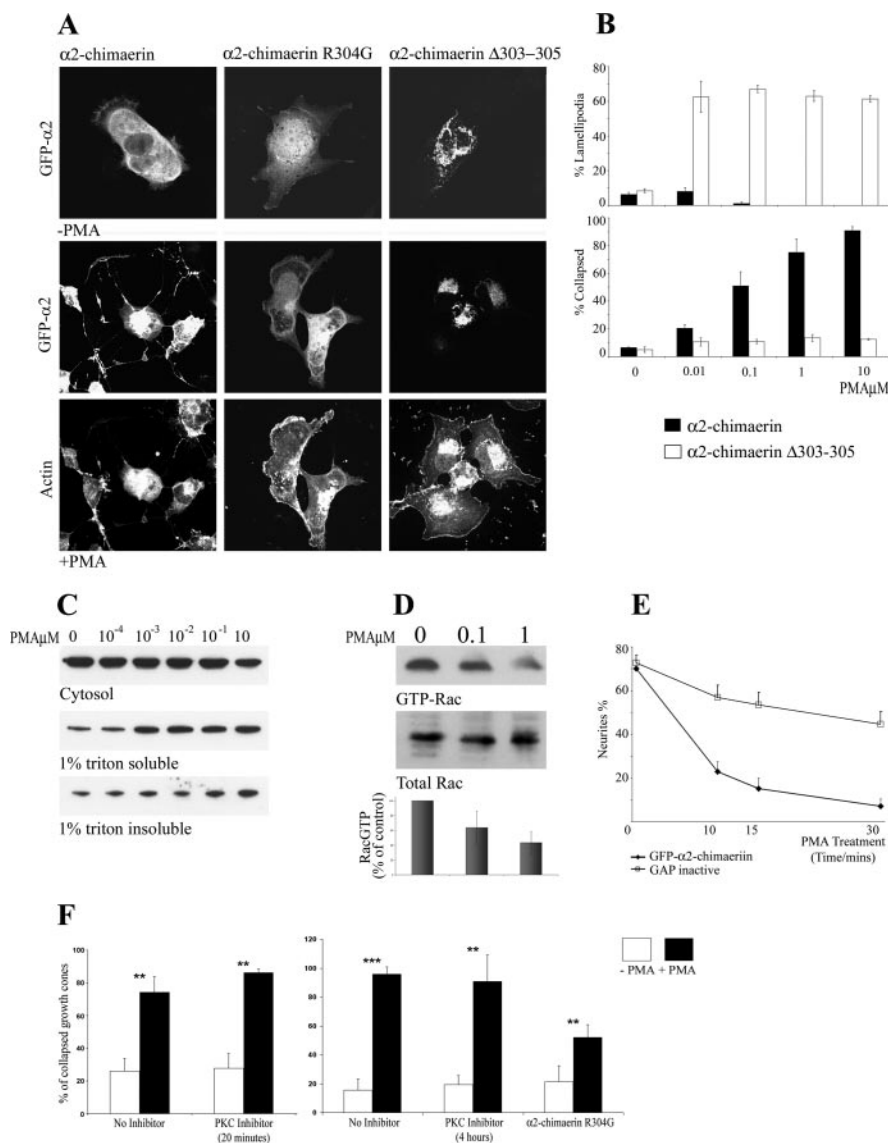 A
α2-chimaerin α2-chimaerin R304G α2-chimaerin Δ303–305
GFP-α2
-PMA
GFP-α2
Actin
+PMA
B
% Lamellipodia
80
60
40
20
0
% Collapsed
100
80
60
40
20
0
0 0.01 0.1 1 10
PMAμM
α2-chimaerin
α2-chimaerin Δ303-305
C
PMAμM 0 10-4 10-3 10-2 10-1 10
Cytosol
1% triton soluble
1% triton insoluble
D
PMAμM 0 0.1 1
GTP-Rac
Total Rac
RacGTP
(% of control)
E
Neurites %
80
60
40
20
0 10 15 30
PMA Treatment
(Time/mins)
GFP-α2-chimaeriin
GAP inactive
F
% of collapsed growth cones
100
80
60
40
20
0
** **
No Inhibitor PKC Inhibitor
(20 minutes)
120
100
80
60
40
20
0
*** ** **
No Inhibitor PKC Inhibitor α2-chimaerin R304G
(4 hours)
- PMA + PMA